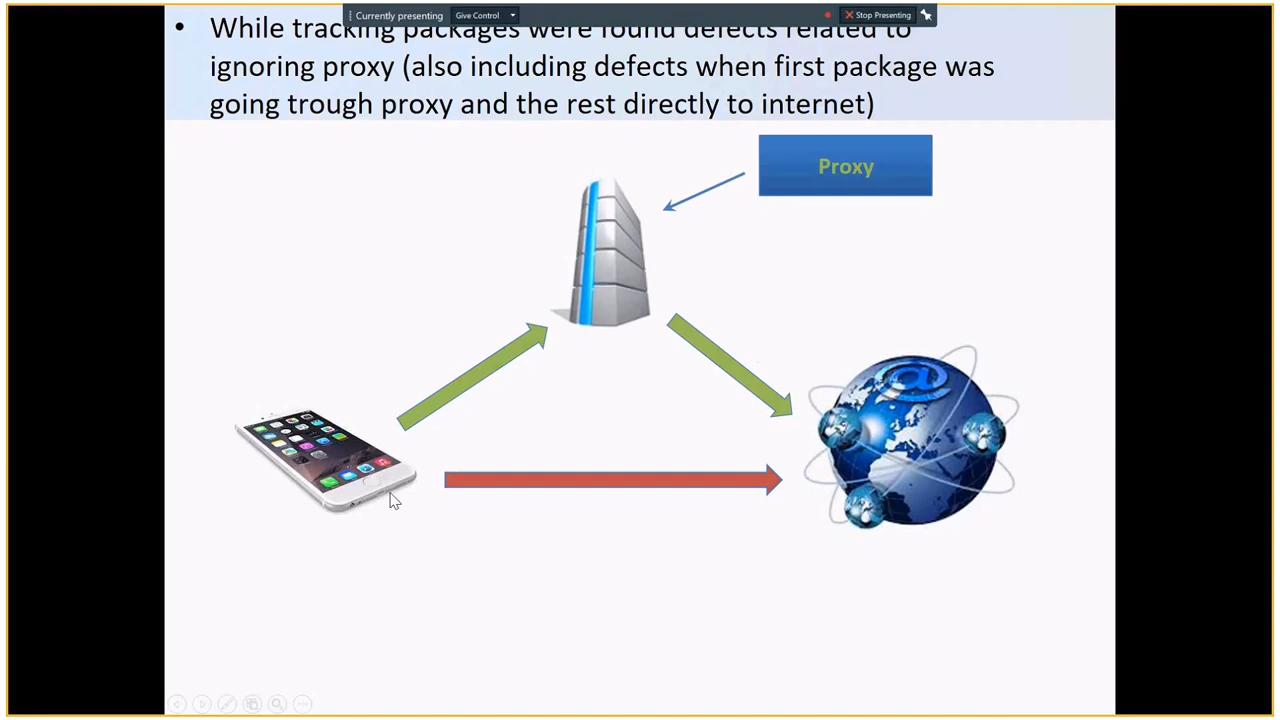 Currently presenting Give Control Stop Presenting
• While tracking packages were found defects related to
ignoring proxy (also including defects when first package was
going trough proxy and the rest directly to internet)
Proxy
@